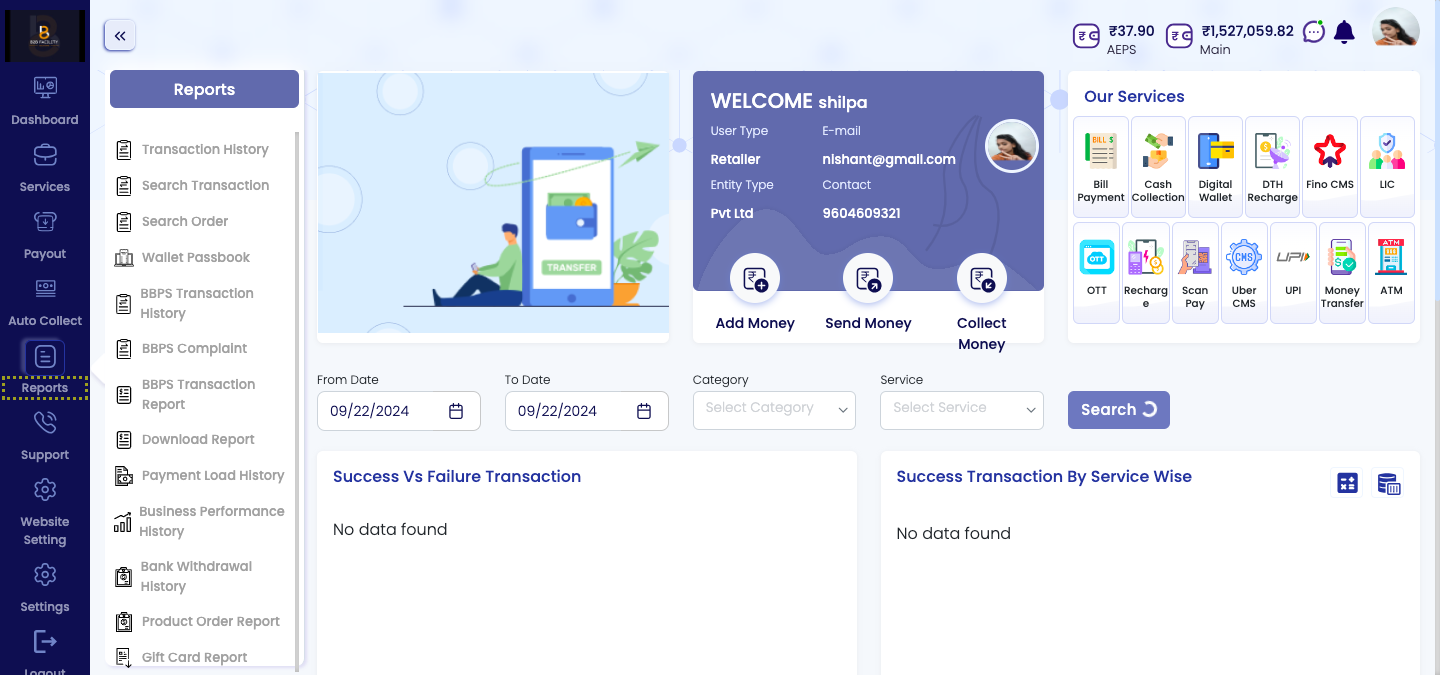 B2B FACILITY
Dashboard
Services
Payout
Auto Collect
Reports
Support
Website
Setting
Settings
Logout
Reports
Transaction History
Search Transaction
Search Order
Wallet Passbook
BBPS Transaction
History
BBPS Complaint
BBPS Transaction
Report
Download Report
Payment Load History
Business Performance
History
Bank Withdrawal
History
Product Order Report
Gift Card Report
₹37.90
AEPS
₹1,527,059.82
Main
TRANSFER
WELCOME shilpa
User Type E-mail
Retailer nishant@gmail.com
Entity Type Contact
Pvt Ltd 9604609321
Add Money Send Money Collect
Money
Our Services
BILL $
Bill
Payment
Cash
Collection
Digital
Wallet
DTH
Recharge
Fino CMS
LIC
OTT
OTT
Recharg
e
Scan
Pay
CMS
Uber
CMS
UPI
UPI
Money
Transfer
ATM
ATM
From Date To Date Category Service
09/22/2024 09/22/2024 Select Category Select Service Search
Success Vs Failure Transaction
No data found
Success Transaction By Service Wise
No data found